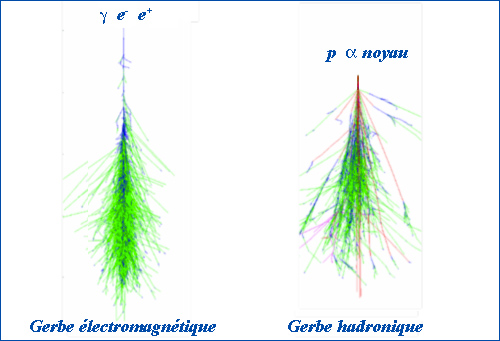 γ e- e+
p α noyau
Gerbe électromagnétique
Gerbe hadronique